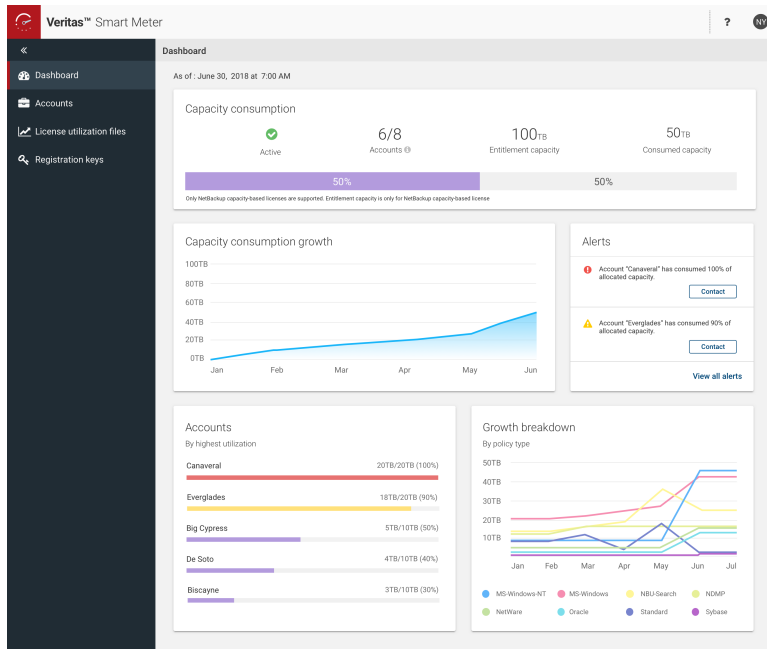 Veritas™ Smart Meter
?
NY
«
Dashboard
Dashboard
Accounts
License utilization files
Registration keys
As of : June 30, 2018 at 7:00 AM
Capacity consumption
Active
6/8
Accounts
100TB
Entitlement capacity
50TB
Consumed capacity
50%
50%
Only NetBackup capacity-based licenses are supported. Entitlement capacity is only for NetBackup capacity-based license
Capacity consumption growth
100TB
80TB
60TB
40TB
20TB
0TB
Jan Feb Mar Apr May Jun
Alerts
Account "Canaveral" has consumed 100% of
allocated capacity.
Contact
Account "Everglades" has consumed 90% of
allocated capacity.
Contact
View all alerts
Accounts
By highest utilization
Canaveral 20TB/20TB (100%)
Everglades 18TB/20TB (90%)
Big Cypress 5TB/10TB (50%)
De Soto 4TB/10TB (40%)
Biscayne 3TB/10TB (30%)
Growth breakdown
By policy type
50TB
40TB
30TB
20TB
10TB
Jan Feb Mar Apr May Jun Jul
MS-Windows-NT MS-Windows NBU-Search NDMP
NetWare Oracle Standard Sybase